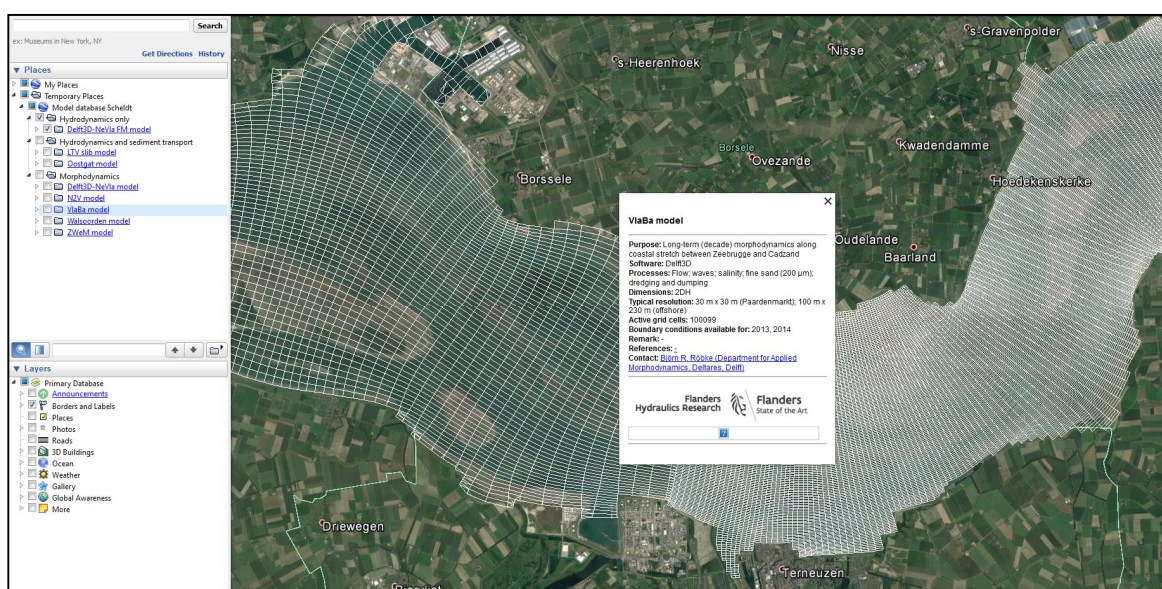 Search
ex: Museums in New York, NY
Get Directions History
Places
My Places
Temporary Places
Model database Scheldt
Hydrodynamics only
Delft3D-NeVla FM model
Hydrodynamics and sediment transport
LTV slib model
Oostgat model
Morphodynamics
Delft3D-NeVla model
NZV model
VlaBa model
Walsoorden model
ZWeM model
Layers
Primary Database
Announcements
Borders and Labels
Places
Photos
Roads
3D Buildings
Ocean
Weather
Gallery
Global Awareness
More
's-Gravenpolder
Nisse
's-Heerenhoek
Kwadendamme
Borsele
Ovezande
Borssele
Hoedekenskerke
Oudelande
Baarland
VlaBa model
Purpose: Long-term (decade) morphodynamics along
coastal stretch between Zeebrugge and Cadzand
Software: Delft3D
Processes: Flow; waves; salinity; fine sand (200 µm);
dredging and dumping
Dimensions: 2DH
Typical resolution: 30 m x 30 m (Paardenmarkt); 100 m x
230 m (offshore)
Active grid cells: 100099
Boundary conditions available for: 2013, 2014
Remark: -
References: -
Contact: Björn R. Röbke (Department for Applied
Morphodynamics, Deltares, Delft)
Flanders
Hydraulics Research
Flanders
State of the Art
Driewegen
Terneuzen